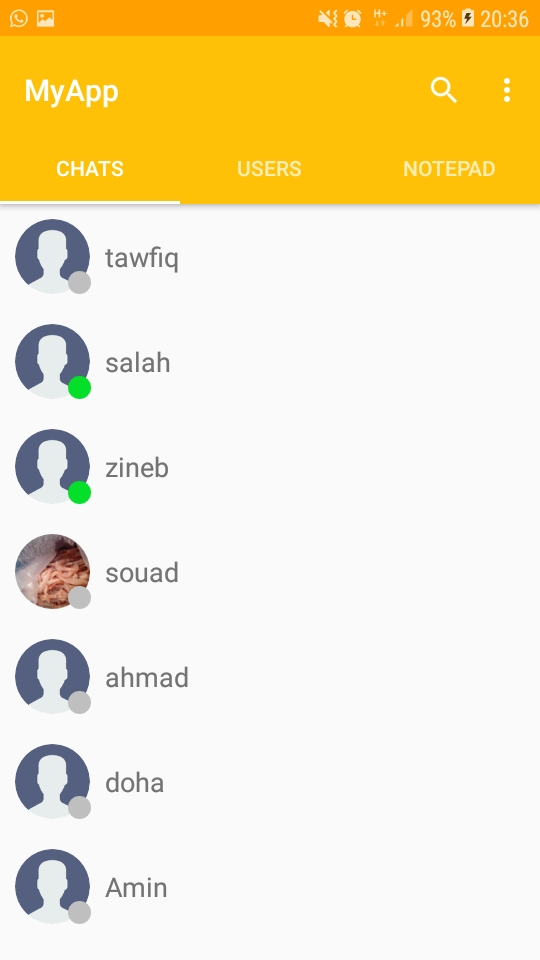 93% 20:36
MyApp
CHATS USERS NOTEPAD
tawfiq
salah
zineb
souad
ahmad
doha
Amin